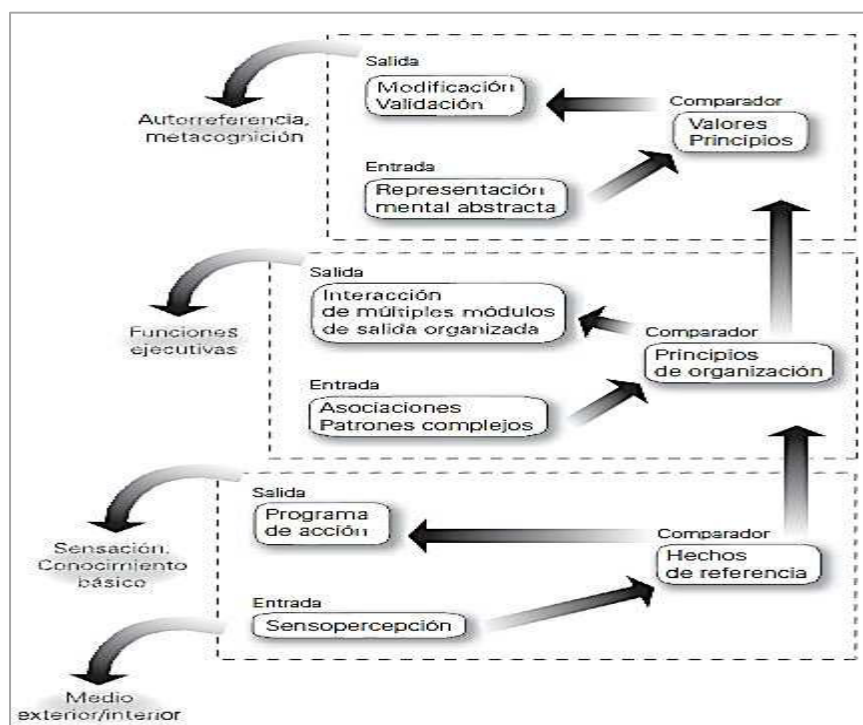 Salida
Modificación
Validación
Comparador
Valores
Principios
Autorreferencia,
metacognición
Entrada
Representación
mental abstracta
Salida
Interacción
de múltiples módulos
de salida organizada
Funciones
ejecutivas
Comparador
Principios
de organización
Entrada
Asociaciones
Patrones complejos
Salida
Programa
de acción
Comparador
Hechos
de referencia
Sensación.
Conocimiento
básico
Entrada
Sensopercepción
Medio
exterior/interior